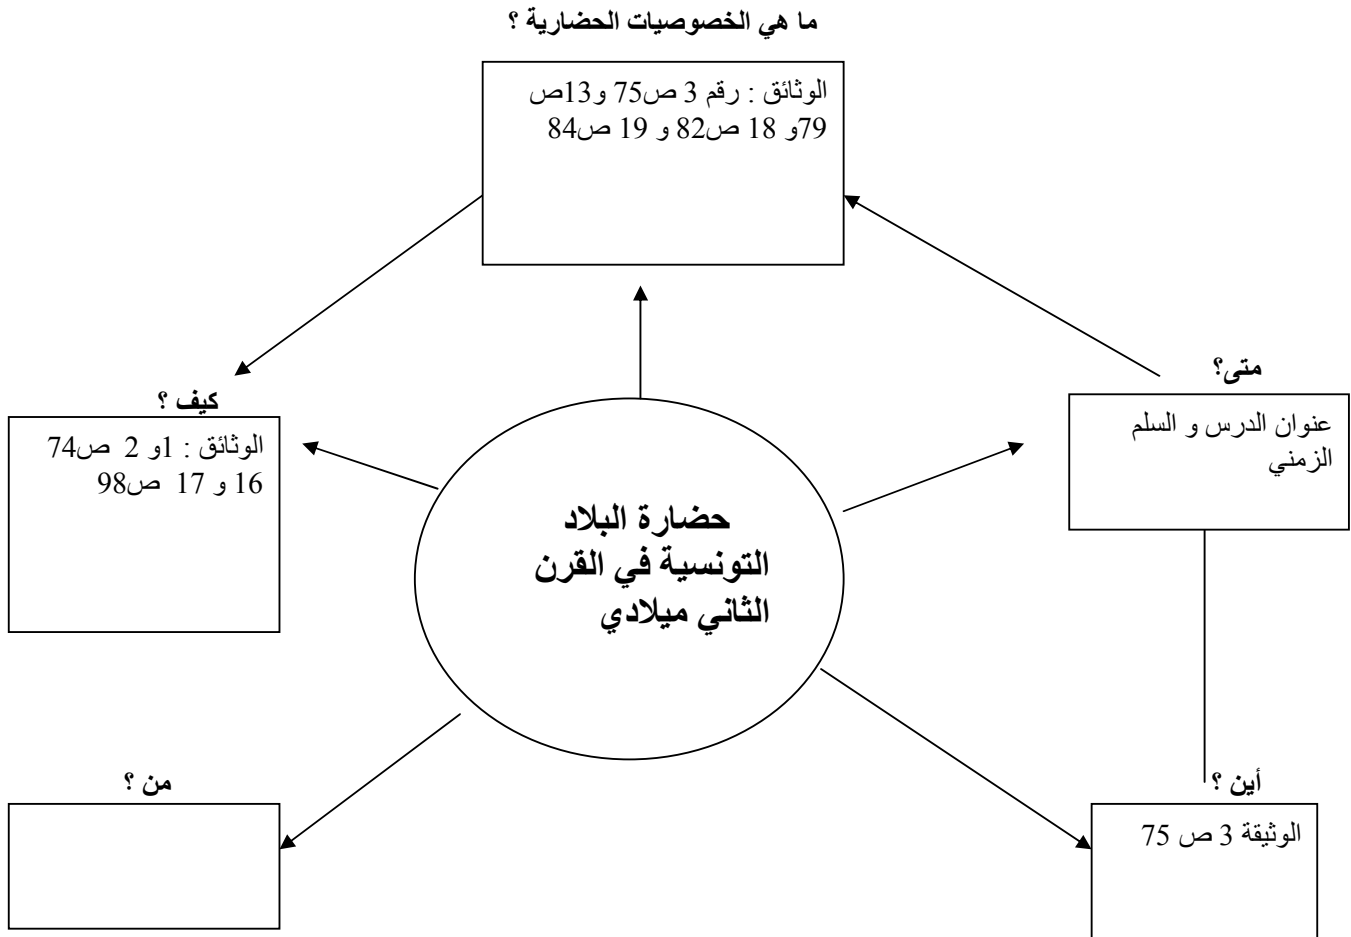 ما هي الخصوصيات الحضارية ؟
الوثائق : رقم 3 ص75 و13ص
79و 18 ص82 و 19 ص84
متى؟
عنوان الدرس و السلم
الزمني
كيف ؟
الوثائق : 1و 2 ص74
16 و 17 ص98
حضارة البلاد
التونسية في القرن
الثاني ميلادي
أين ؟
الوثيقة 3 ص 75
من ؟